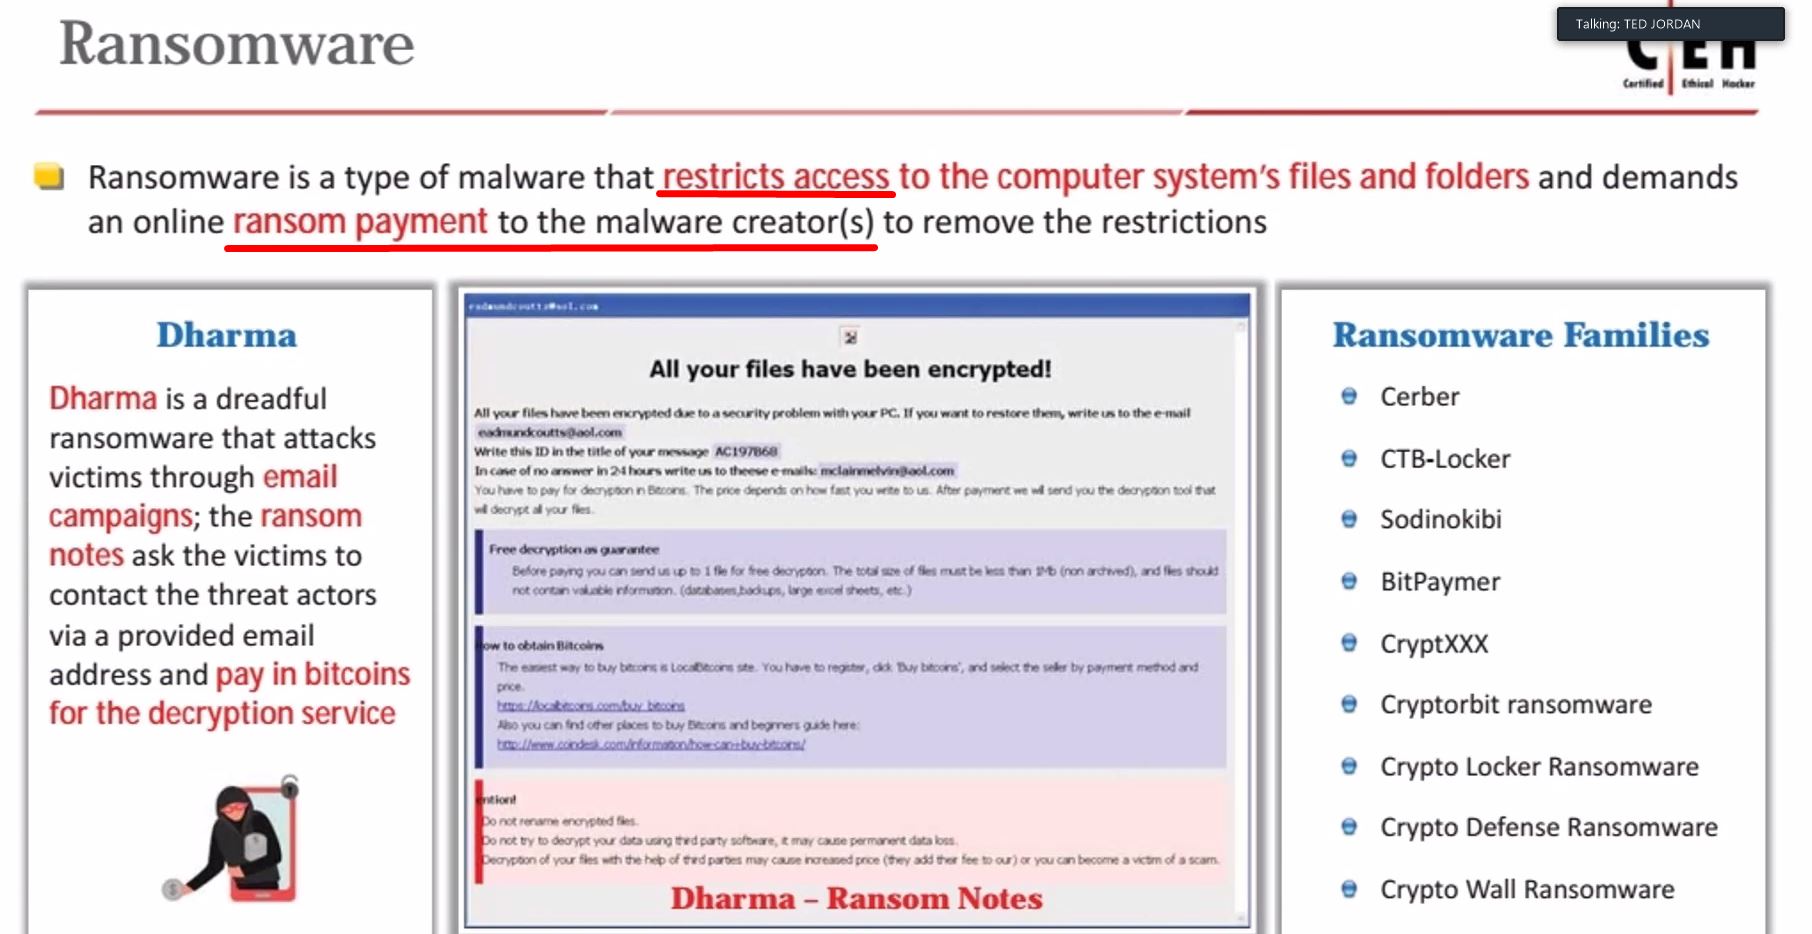 Ransomware
Talking: TED JORDAN
C|EH
Certified Ethical Hacker
Ransomware is a type of malware that restricts access to the computer system's files and folders and demands
an online ransom payment to the malware creator(s) to remove the restrictions
Dharma
Dharma is a dreadful
ransomware that attacks
victims through email
campaigns; the ransom
notes ask the victims to
contact the threat actors
via a provided email
address and pay in bitcoins
for the decryption service
eadmundcoutts@aol.com
All your files have been encrypted!
All your files have been encrypted due to a security problem with your PC. If you want to restore them, write us to the e-mail
eadmundcoutts@aol.com
Write this ID in the title of your message AC197B68
In case of no answer in 24 hours write us to theese e-mails: mclainmelvin@aol.com
You have to pay for decryption in Bitcoins. The price depends on how fast you write to us. After payment we will send you the decryption tool that
will decrypt all your files.
Free decryption as guarantee
Before paying you can send us up to 1 file for free decryption. The total size of files must be less than 1Mb (non archived), and files should
not contain valuable information. (databases,backups, large excel sheets, etc.)
ow to obtain Bitcoins
The easiest way to buy bitcoins is LocalBitcoins site. You have to register, click 'Buy bitcoins', and select the seller by payment method and
price.
https://localbitcoins.com/buy_bitcoins
Also you can find other places to buy Bitcoins and beginners guide here:
http://www.coindesk.com/information/how-can-i-buy-bitcoins/
ention!
Do not rename encrypted files.
Do not try to decrypt your data using third party software, it may cause permanent data loss.
Decryption of your files with the help of third parties may cause increased price (they add ther fee to our) or you can become a victim of a scam.
Dharma – Ransom Notes
Ransomware Families
Cerber
CTB-Locker
Sodinokibi
BitPaymer
CryptXXX
Cryptorbit ransomware
Crypto Locker Ransomware
Crypto Defense Ransomware
Crypto Wall Ransomware